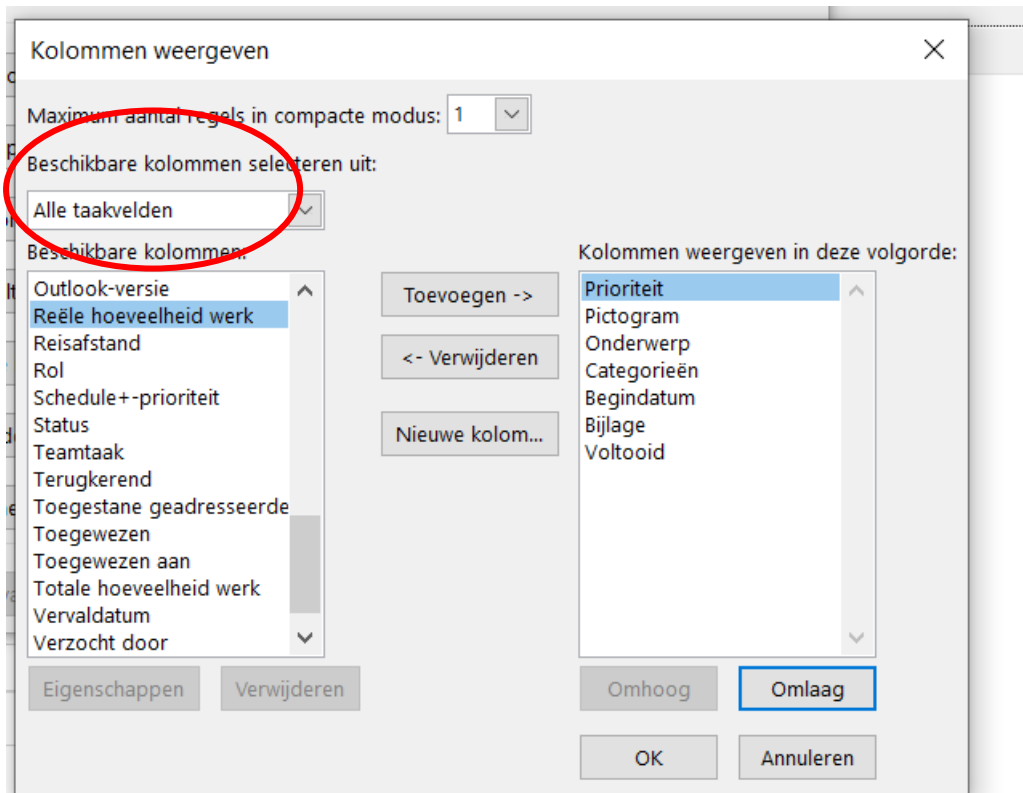 Kolommen weergeven
Maximum aantal regels in compacte modus: 1
Beschikbare kolommen selecteren uit:
Alle taakvelden
Beschikbare kolommen:
Outlook-versie
Reële hoeveelheid werk
Reisafstand
Rol
Schedule+-prioriteit
Status
Teamtaak
Terugkerend
Toegestane geadresseerde
Toegewezen
Toegewezen aan
Totale hoeveelheid werk
Vervaldatum
Verzocht door
Eigenschappen
Verwijderen
Toevoegen ->
<- Verwijderen
Nieuwe kolom...
Kolommen weergeven in deze volgorde:
Prioriteit
Pictogram
Onderwerp
Categorieën
Begindatum
Bijlage
Voltooid
Omhoog
Omlaag
OK
Annuleren